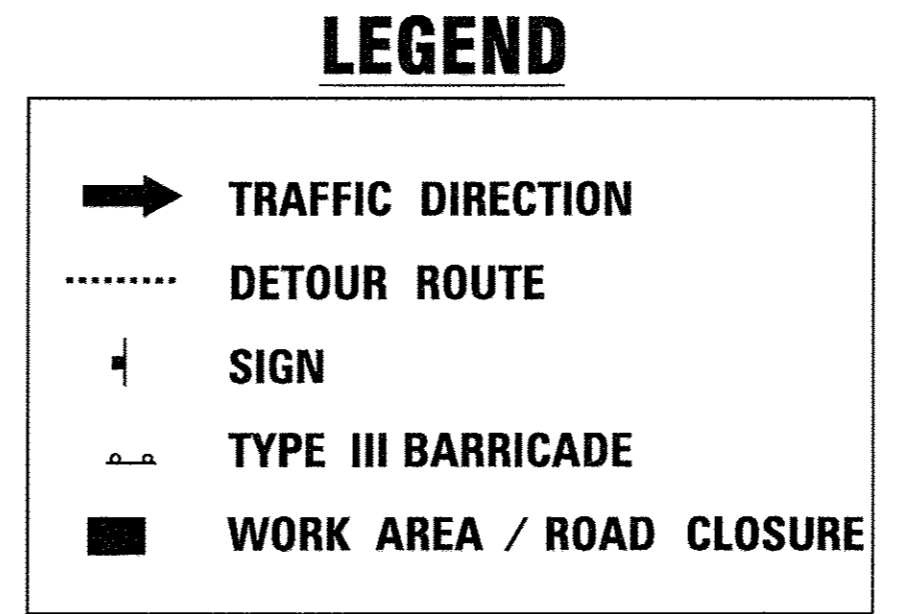 LEGEND
TRAFFIC DIRECTION
DETOUR ROUTE
SIGN
TYPE III BARRICADE
WORK AREA / ROAD CLOSURE